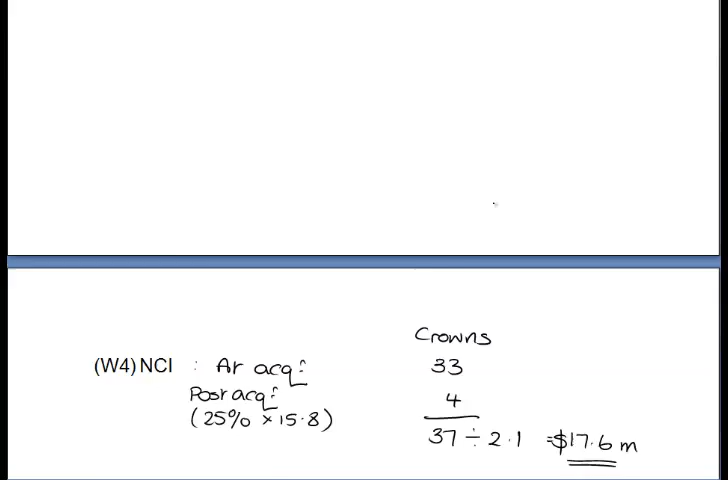 Crowns
(W4) NCI : At acq: 33
Post acq: 4
(25% × 15.8)
37 ÷ 2.1 = $17.6 m